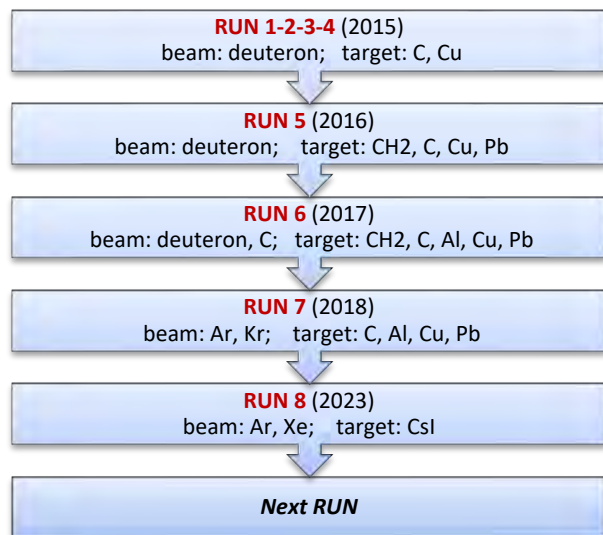 RUN 1-2-3-4 (2015)
beam: deuteron; target: C, Cu
RUN 5 (2016)
beam: deuteron; target: CH2, C, Cu, Pb
RUN 6 (2017)
beam: deuteron, C; target: CH2, C, Al, Cu, Pb
RUN 7 (2018)
beam: Ar, Kr; target: C, Al, Cu, Pb
RUN 8 (2023)
beam: Ar, Xe; target: CsI
Next RUN